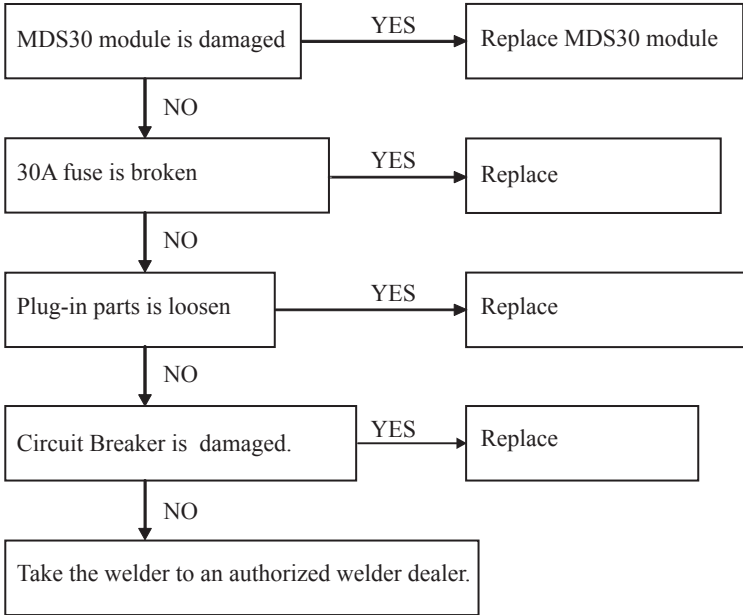 MDS30 module is damaged
YES
Replace MDS30 module
NO
30A fuse is broken
YES
Replace
NO
Plug-in parts is loosen
YES
Replace
NO
Circuit Breaker is  damaged.
YES
Replace
NO
Take the welder to an authorized welder dealer.